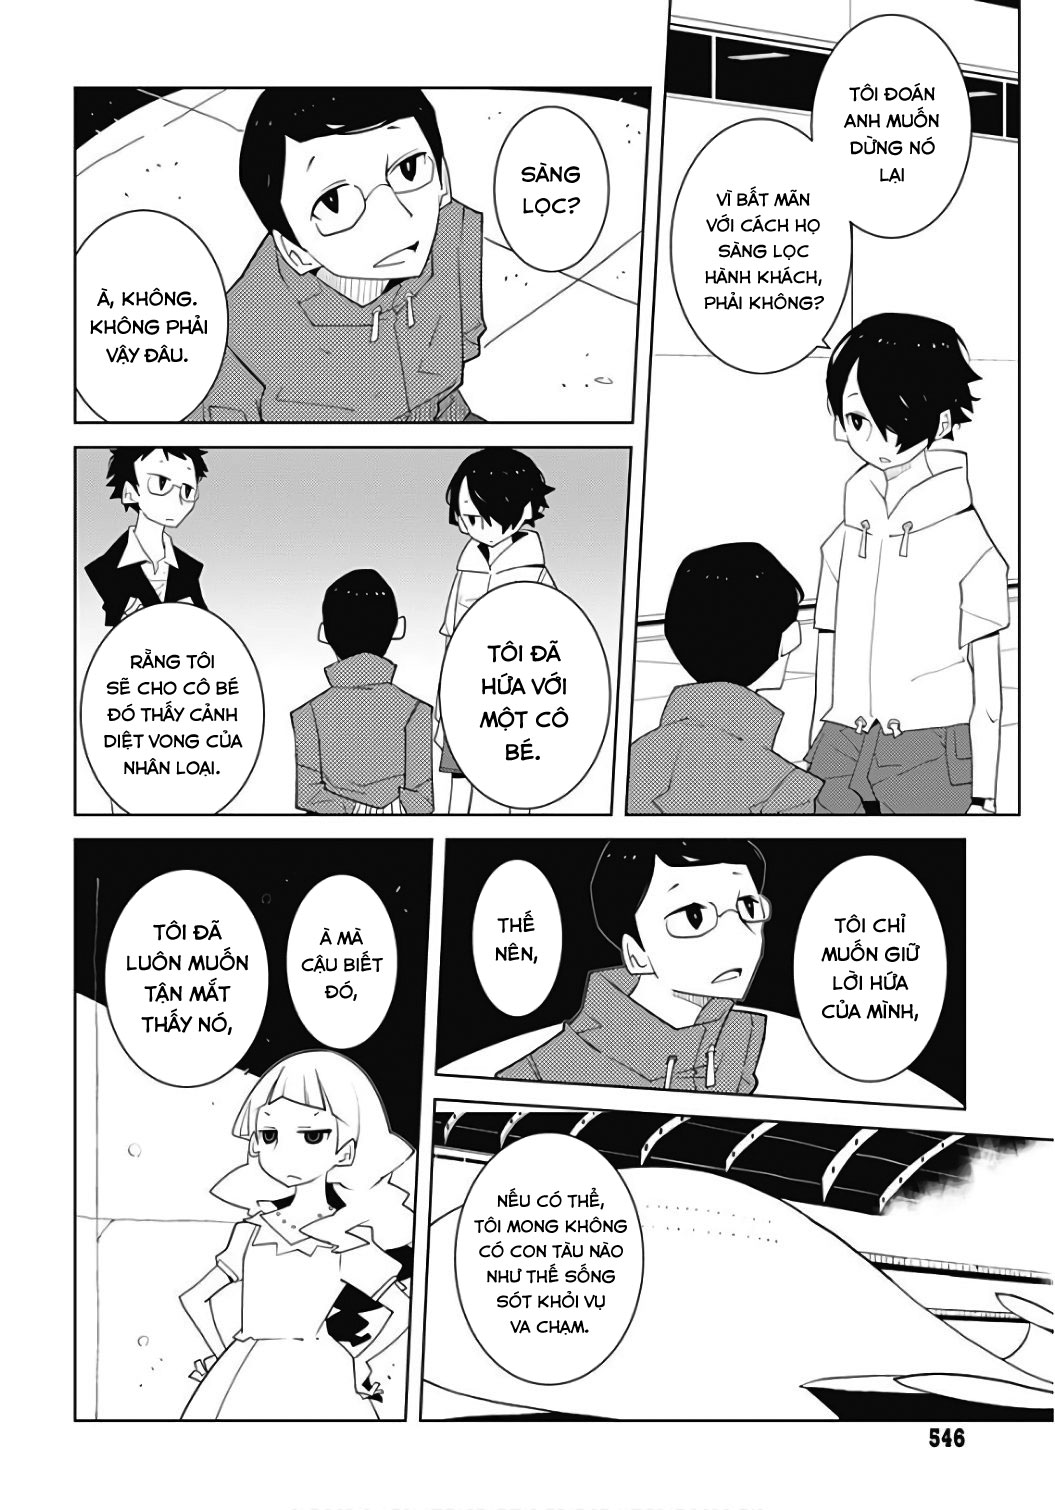 TÔI ĐOÁN
ANH MUỐN
DỪNG NÓ
LẠI
VÌ BẤT MÃN
VỚI CÁCH HỌ
SÀNG LỌC
HÀNH KHÁCH,
PHẢI KHÔNG?
SÀNG
LỌC?
À, KHÔNG.
KHÔNG PHẢI
VẬY ĐÂU.
TÔI ĐÃ
HỨA VỚI
MỘT CÔ
BÉ.
RẰNG TÔI
SẼ CHO CÔ BÉ
ĐÓ THẤY CẢNH
DIỆT VONG CỦA
NHÂN LOẠI.
TÔI CHỈ
MUỐN GIỮ
LỜI HỨA
CỦA MÌNH,
THẾ
NÊN,
À MÀ
CẬU BIẾT
ĐÓ,
TÔI ĐÃ
LUÔN MUỐN
TẬN MẮT
THẤY NÓ,
NẾU CÓ THỂ,
TÔI MONG KHÔNG
CÓ CON TÀU NÀO
NHƯ THẾ SỐNG
SÓT KHỎI VỤ
VA CHẠM.
546